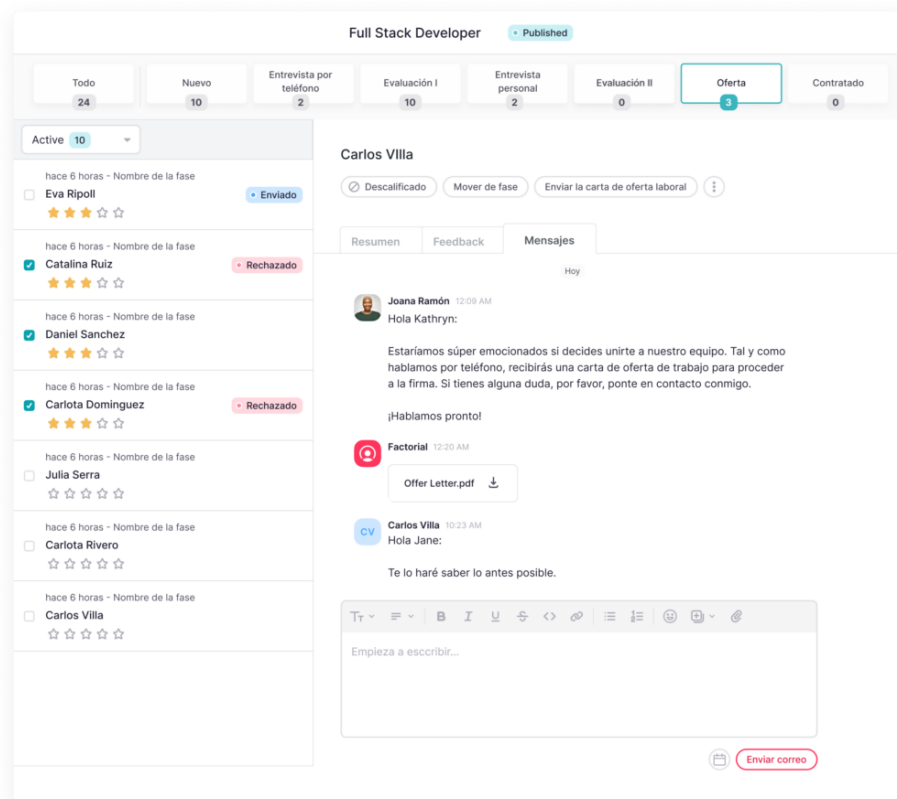 Full Stack Developer
Published
Todo
24
Nuevo
10
Entrevista por
teléfono
2
Evaluación I
10
Entrevista
personal
2
Evaluación II
0
Oferta
3
Contratado
0
Active 10
hace 6 horas - Nombre de la fase
Eva Ripoll
Enviado
hace 6 horas - Nombre de la fase
Catalina Ruiz
Rechazado
hace 6 horas - Nombre de la fase
Daniel Sanchez
hace 6 horas - Nombre de la fase
Carlota Dominguez
Rechazado
hace 6 horas - Nombre de la fase
Julia Serra
hace 6 horas - Nombre de la fase
Carlota Rivero
hace 6 horas - Nombre de la fase
Carlos Villa
Carlos VIlla
Descalificado
Mover de fase
Enviar la carta de oferta laboral
Resumen
Feedback
Mensajes
Hoy
Joana Ramón 12:09 AM
Hola Kathryn:
Estaríamos súper emocionados si decides unirte a nuestro equipo. Tal y como
hablamos por teléfono, recibirás una carta de oferta de trabajo para proceder
a la firma. Si tienes alguna duda, por favor, ponte en contacto conmigo.
¡Hablamos pronto!
Factorial 12:20 AM
Offer Letter.pdf
CV
Carlos Villa 10:23 AM
Hola Jane:
Te lo haré saber lo antes posible.
Empieza a esccribir...
Enviar correo